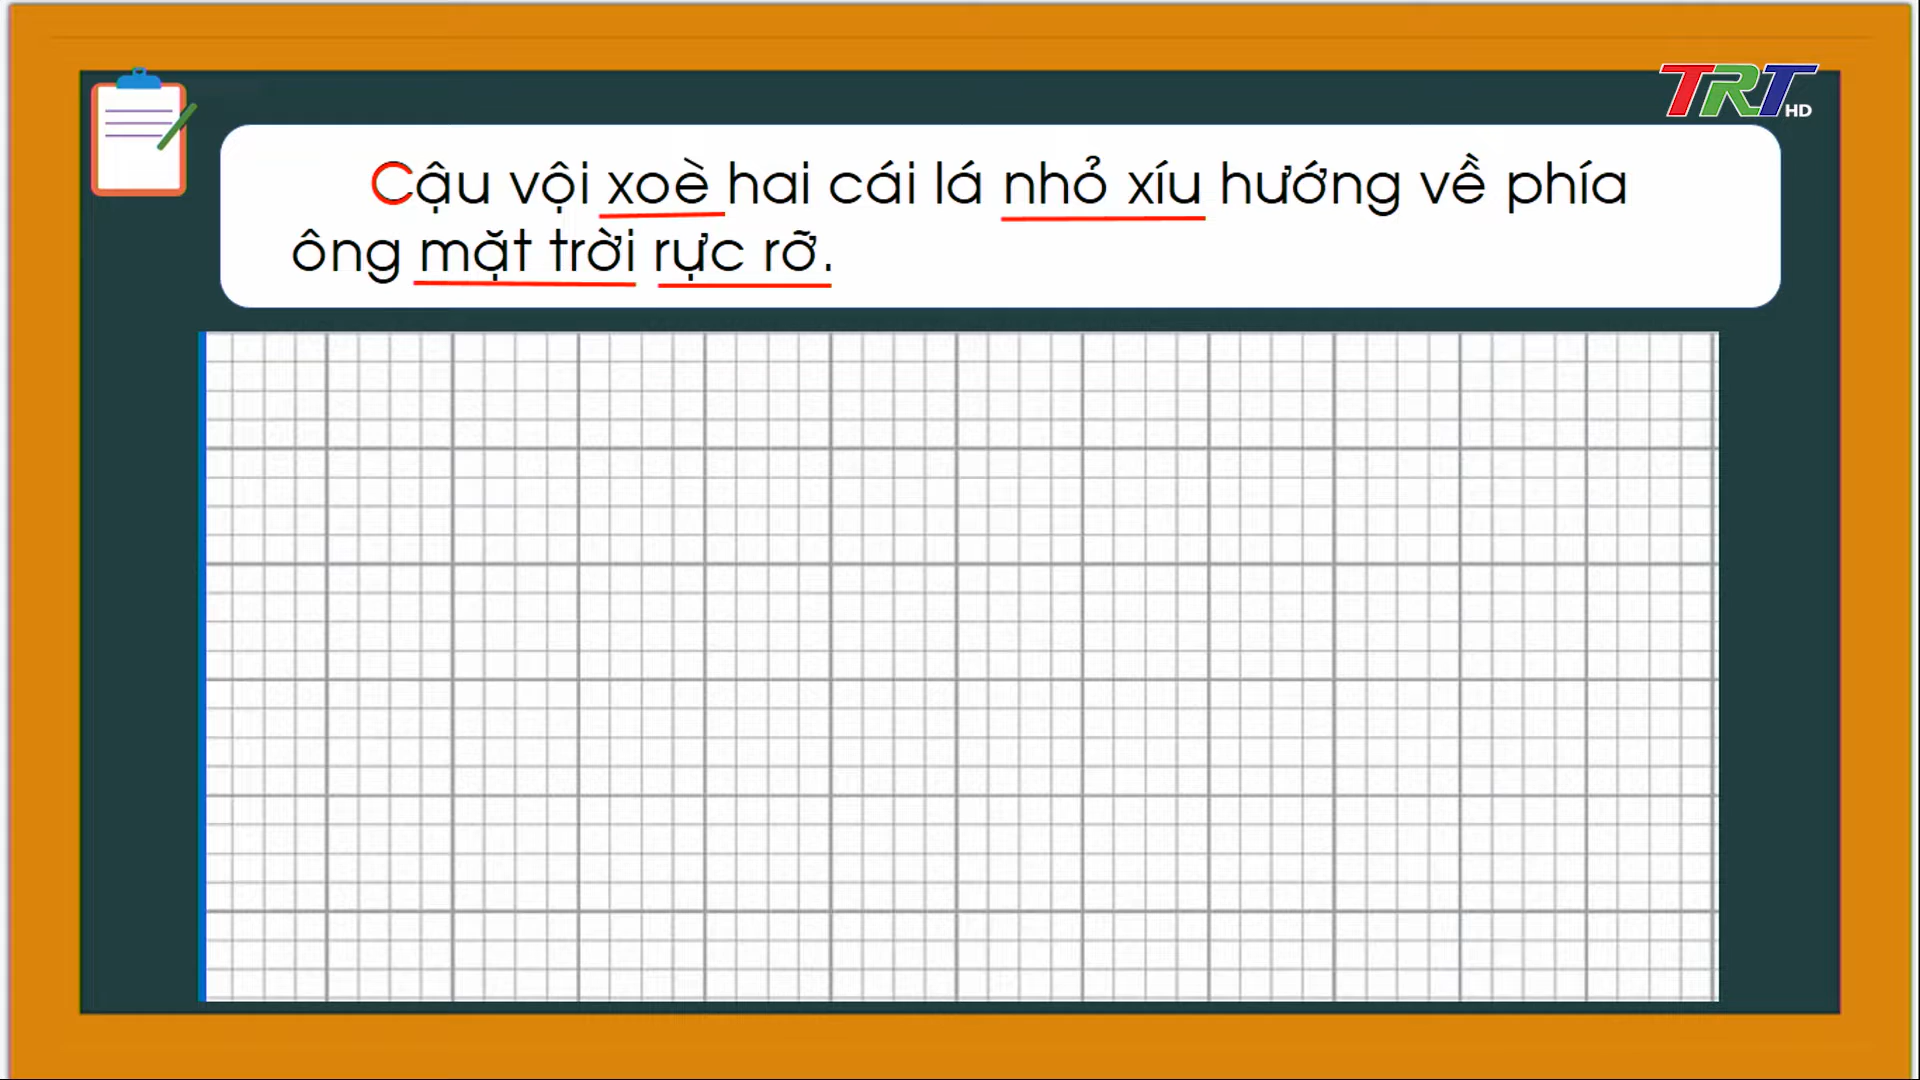 TRT HD
Cậu vội xoè hai cái lá nhỏ xíu hướng về phía
ông mặt trời rực rỡ.